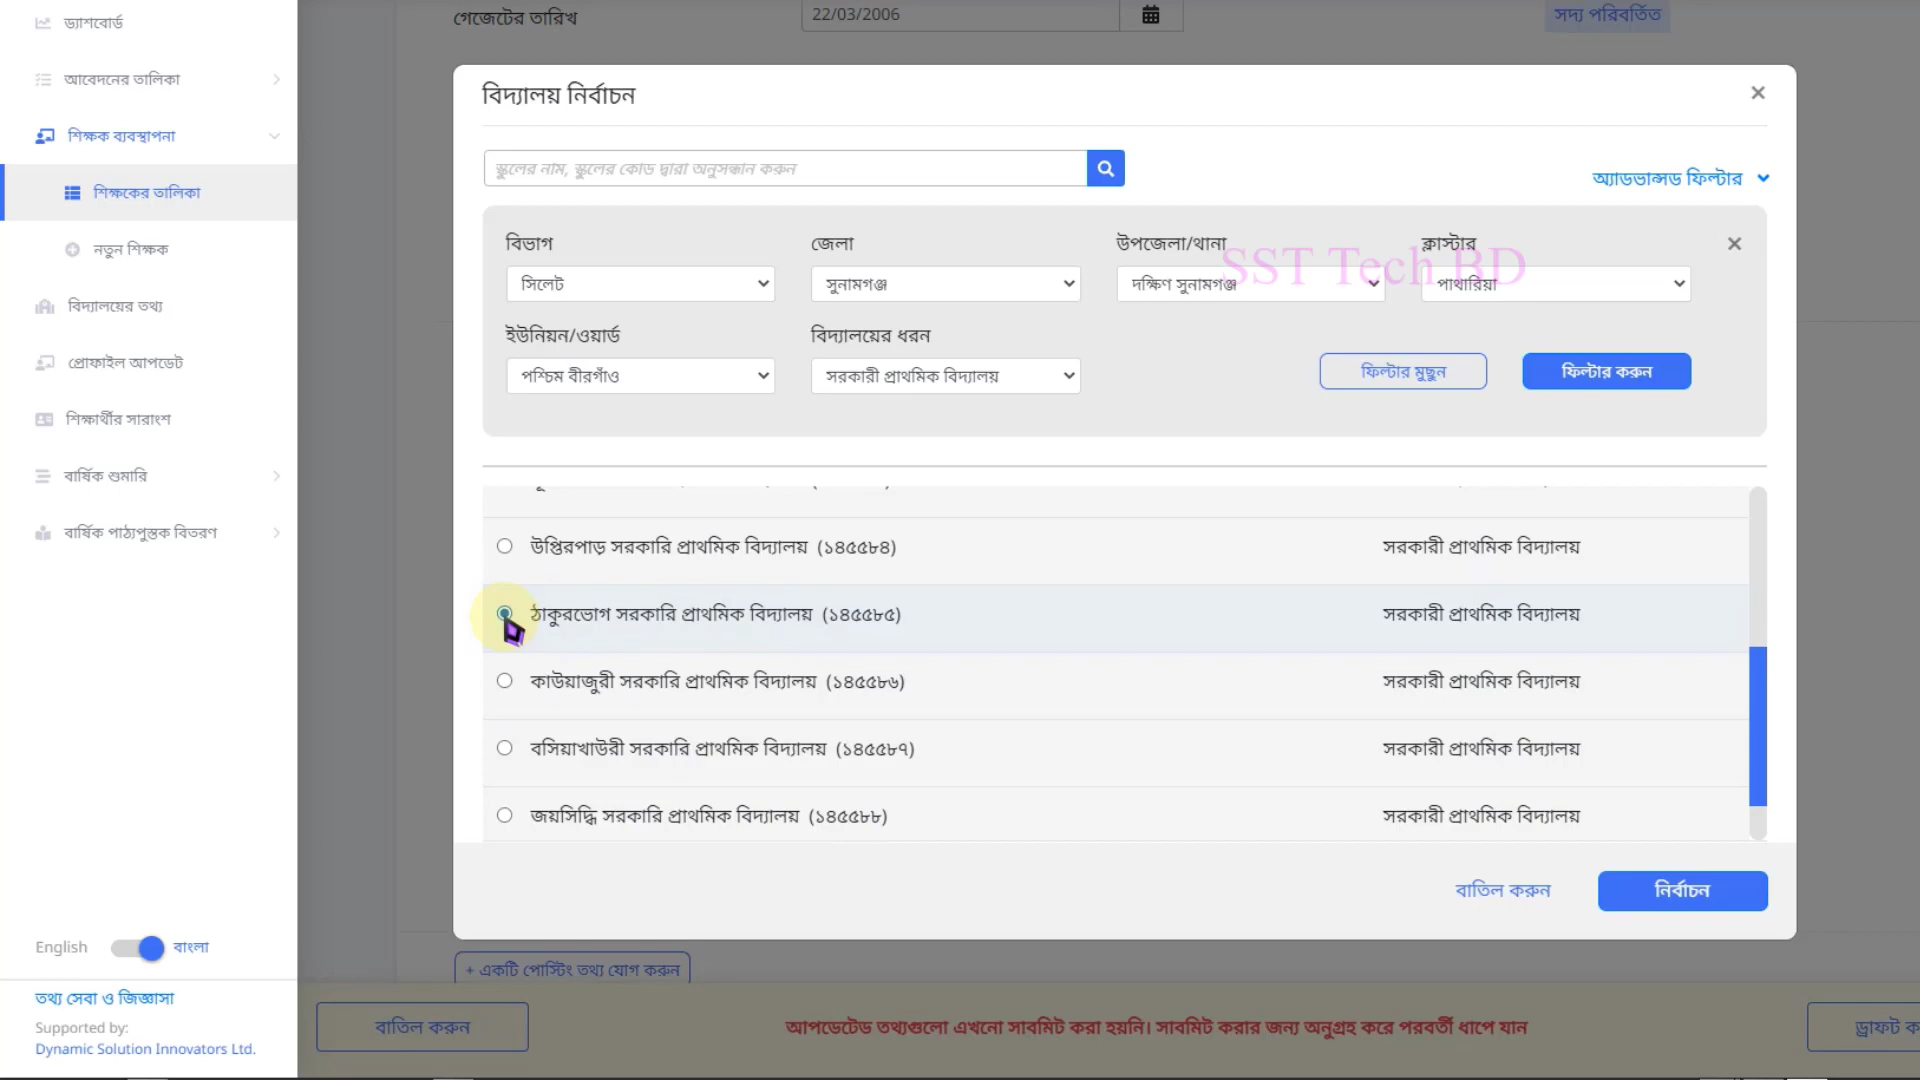 ড্যাশবোর্ড
আবেদনের তালিকা
শিক্ষক ব্যবস্থাপনা
শিক্ষকের তালিকা
নতুন শিক্ষক
বিদ্যালয়ের তথ্য
প্রোফাইল আপডেট
শিক্ষার্থীর সারাংশ
বার্ষিক শুমারি
বার্ষিক পাঠ্যপুস্তক বিতরণ
English বাংলা
তথ্য সেবা ও জিজ্ঞাসা
Supported by:
Dynamic Solution Innovators Ltd.
গেজেটের তারিখ 22/03/2006 সদ্য পরিবর্তিত
বিদ্যালয় নির্বাচন
স্কুলের নাম, স্কুলের কোড দ্বারা অনুসন্ধান করুন
অ্যাডভান্সড ফিল্টার
বিভাগ জেলা উপজেলা/থানা ক্লাস্টার
SST Tech BD
সিলেট সুনামগঞ্জ দক্ষিণ সুনামগঞ্জ পাথারিয়া
ইউনিয়ন/ওয়ার্ড বিদ্যালয়ের ধরন
পশ্চিম বীরগাঁও সরকারী প্রাথমিক বিদ্যালয় ফিল্টার মুছুন ফিল্টার করুন
উপ্তিরপাড় সরকারি প্রাথমিক বিদ্যালয় (১৪৫৫৮৪) সরকারী প্রাথমিক বিদ্যালয়
ঠাকুরভোগ সরকারি প্রাথমিক বিদ্যালয় (১৪৫৫৮৫) সরকারী প্রাথমিক বিদ্যালয়
কাউয়াজুরী সরকারি প্রাথমিক বিদ্যালয় (১৪৫৫৮৬) সরকারী প্রাথমিক বিদ্যালয়
বসিয়াখাউরী সরকারি প্রাথমিক বিদ্যালয় (১৪৫৫৮৭) সরকারী প্রাথমিক বিদ্যালয়
জয়সিদ্ধি সরকারি প্রাথমিক বিদ্যালয় (১৪৫৫৮৮) সরকারী প্রাথমিক বিদ্যালয়
বাতিল করুন নির্বাচন
+ একটি পোস্টিং তথ্য যোগ করুন
বাতিল করুন আপডেটেড তথ্যগুলো এখনো সাবমিট করা হয়নি। সাবমিট করার জন্য অনুগ্রহ করে পরবর্তী ধাপে যান ড্রাফট